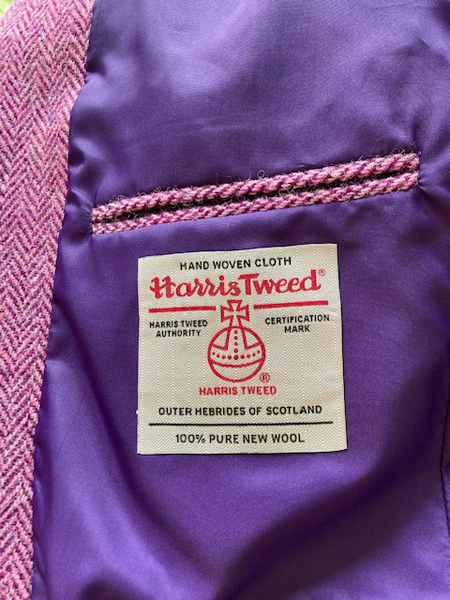 HAND WOVEN CLOTH
Harris Tweed®
HARRIS TWEED AUTHORITY
CERTIFICATION MARK
®
HARRIS TWEED
OUTER HEBRIDES OF SCOTLAND
100% PURE NEW WOOL